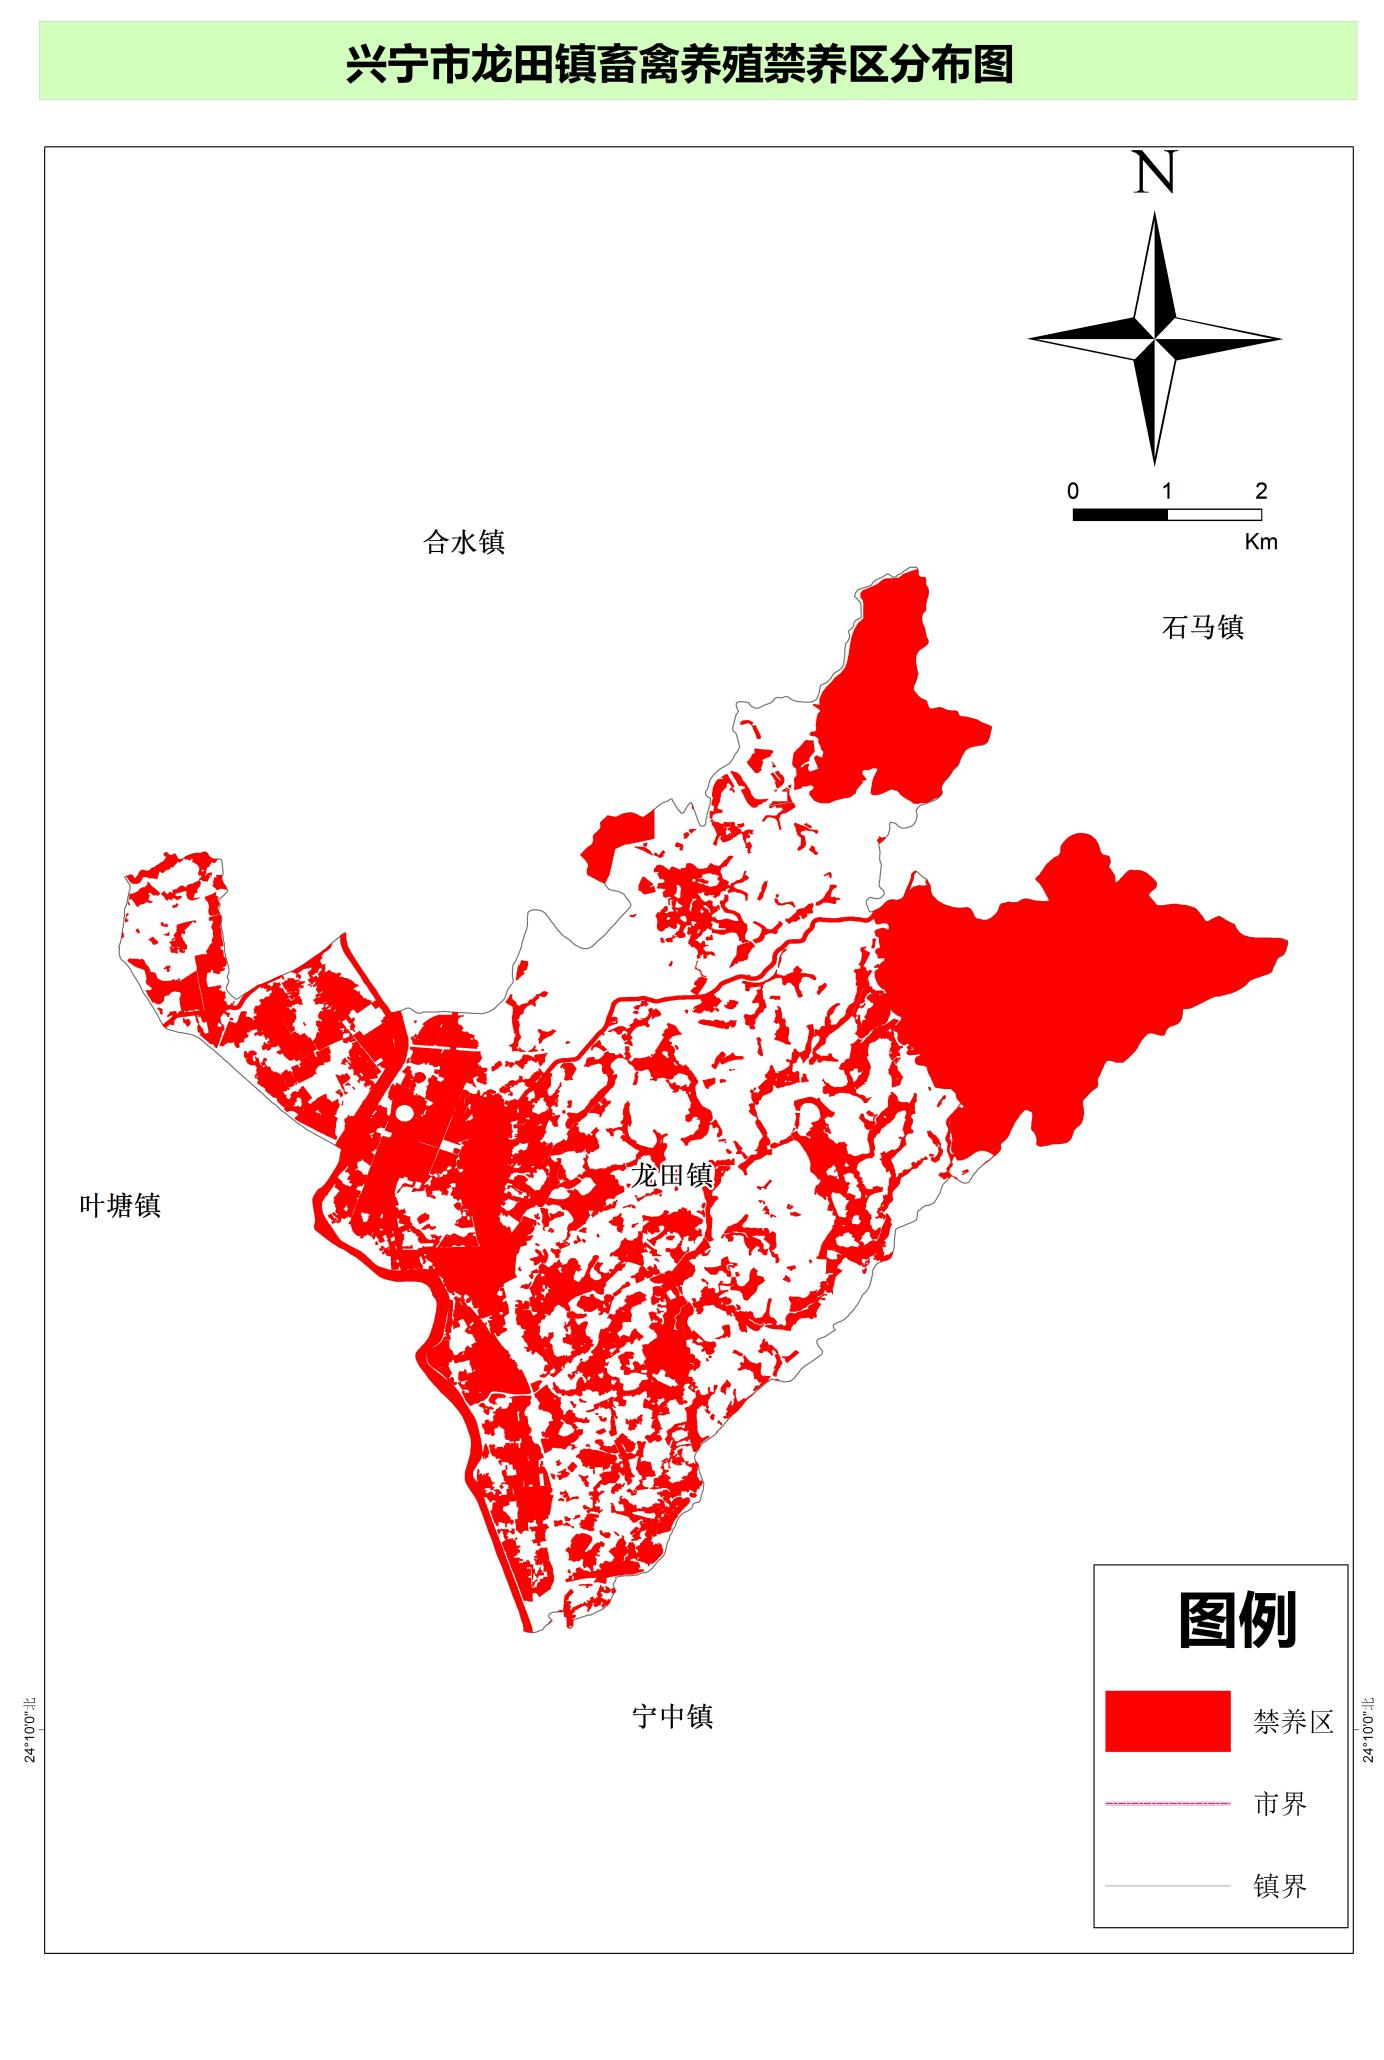 兴宁市龙田镇畜禽养殖禁养区分布图
N
0 1 2
Km
合水镇
石马镇
龙田镇
叶塘镇
宁中镇
图例
禁养区
市界
镇界
24°10'0"北
24°10'0"北